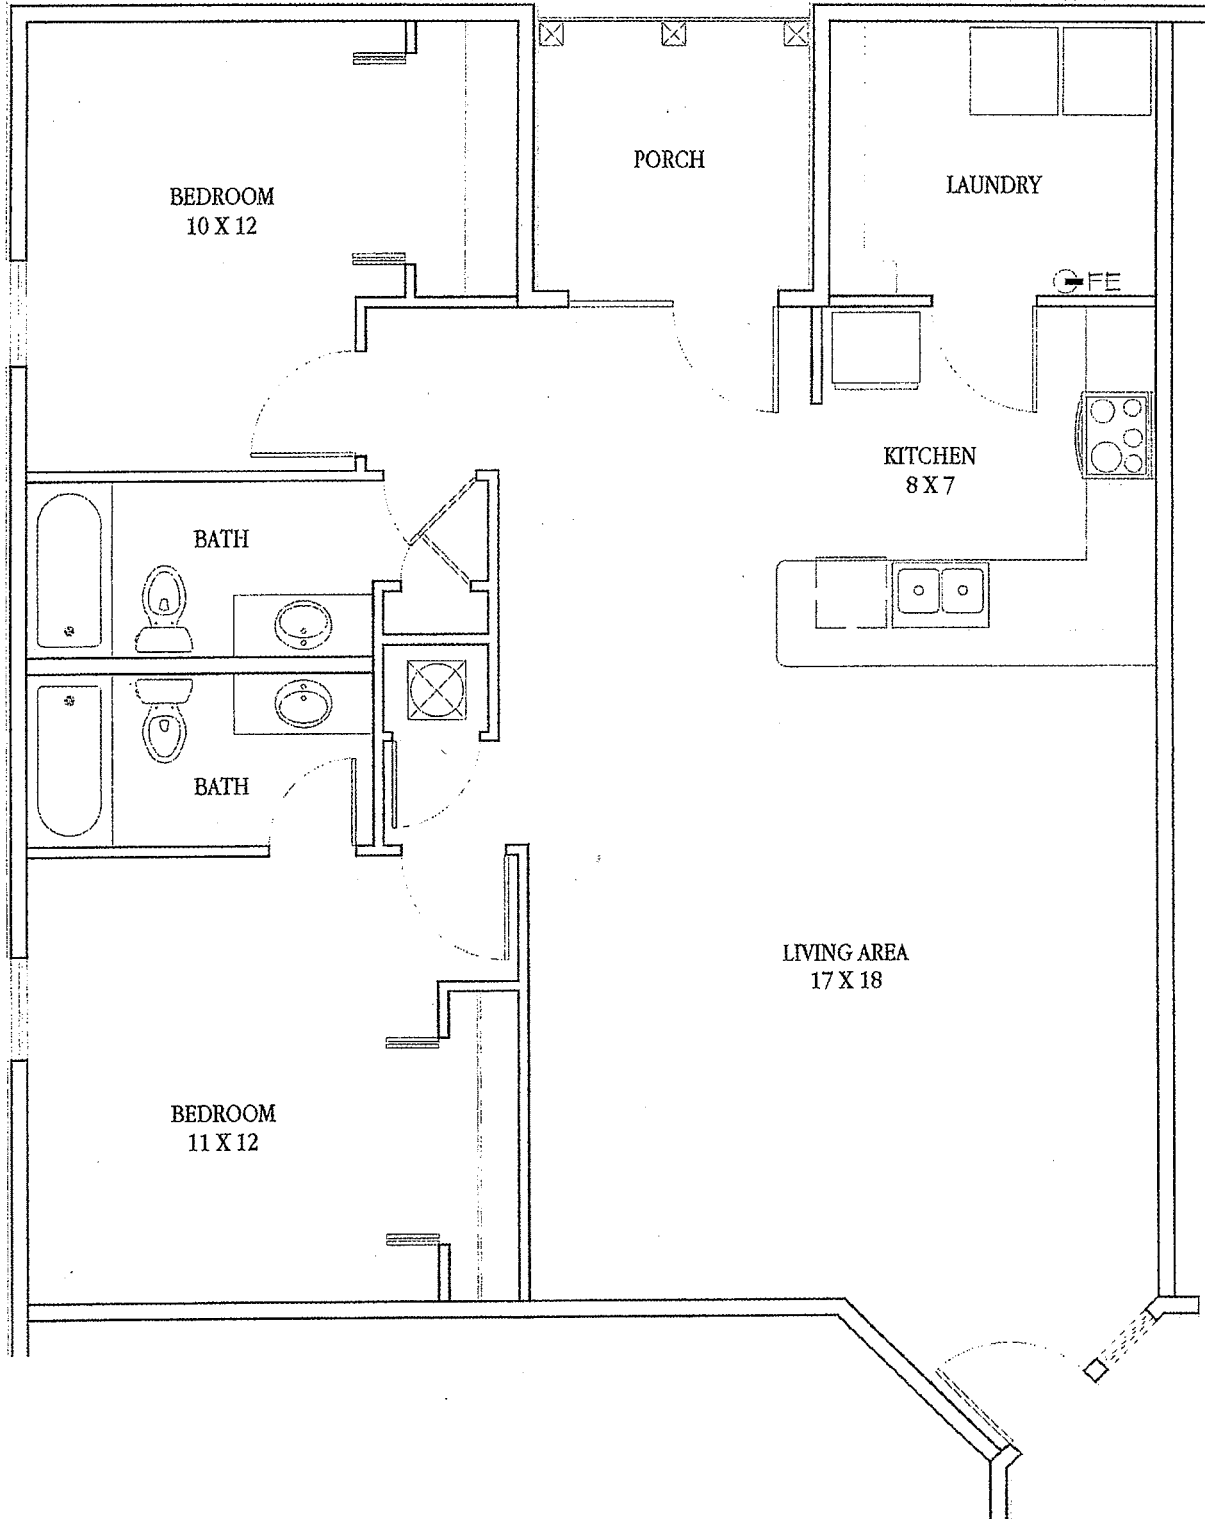 PORCH
LAUNDRY
BEDROOM
10 X 12
FE
KITCHEN
8 X 7
BATH
BATH
LIVING AREA
17 X 18
BEDROOM
11 X 12